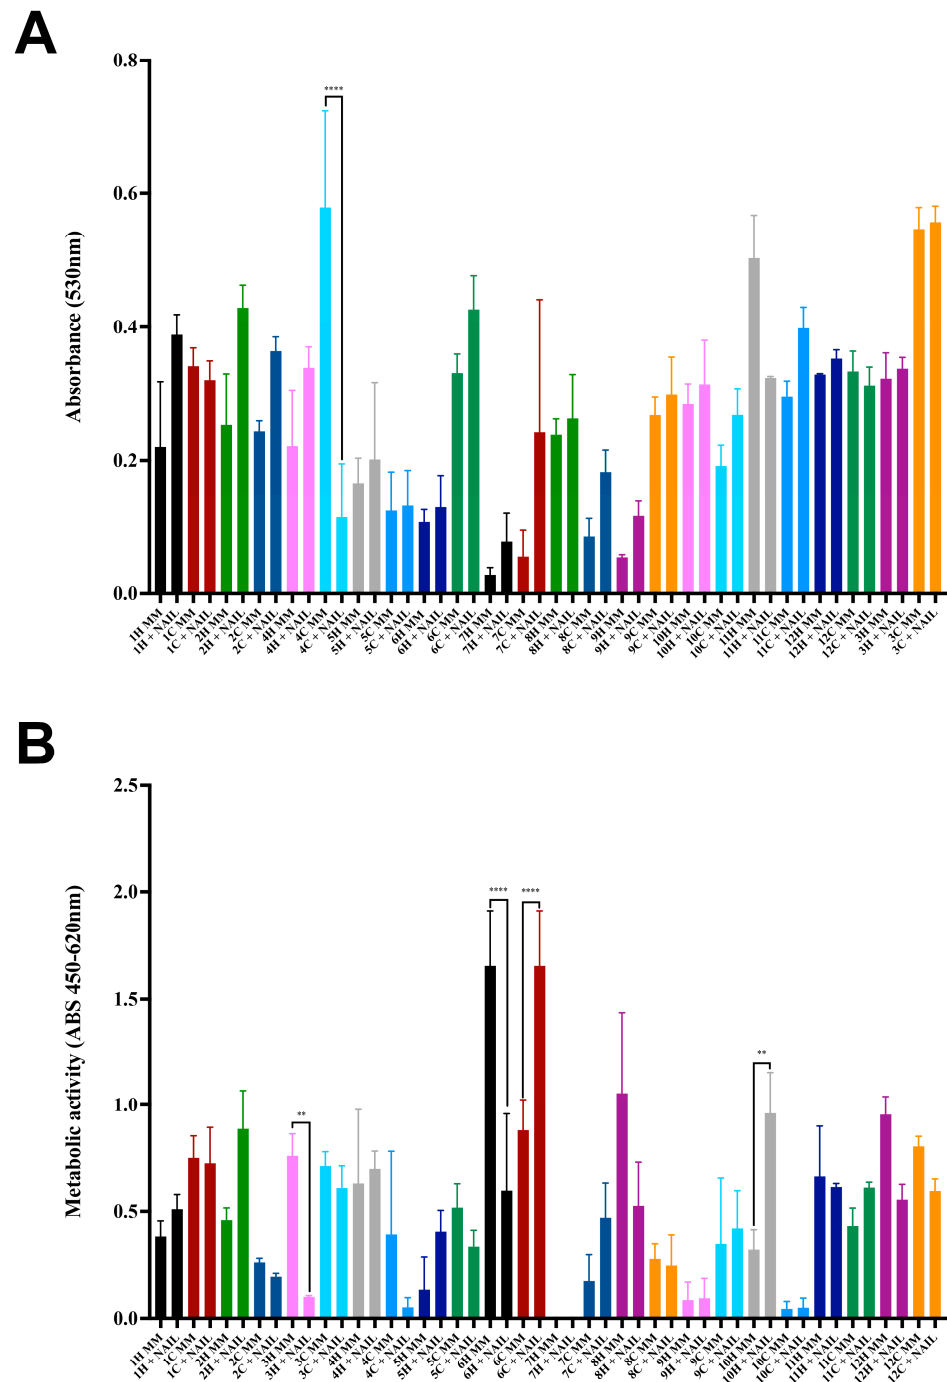 A
0.8
0.6
0.4
0.2
0.0
Absorbance (530nm)
****
1H MM
1H + NAIL
1C MM
1C + NAIL
2H MM
2H + NAIL
2C MM
2C + NAIL
4H MM
4H + NAIL
4C MM
4C + NAIL
5H MM
5H + NAIL
5C MM
5C + NAIL
6H MM
6H + NAIL
6C MM
6C + NAIL
7H MM
7H + NAIL
7C MM
7C + NAIL
8H MM
8H + NAIL
8C MM
8C + NAIL
9H MM
9H + NAIL
9C MM
9C + NAIL
10H MM
10H + NAIL
10C MM
10C + NAIL
11H MM
11H + NAIL
11C MM
11C + NAIL
12H MM
12H + NAIL
12C MM
12C + NAIL
3H MM
3H + NAIL
3C MM
3C + NAIL
B
2.5
2.0
1.5
1.0
0.5
0.0
Metabolic activity (ABS 450-620nm)
**
****
****
**
1H MM
1H + NAIL
1C MM
1C + NAIL
2H MM
2H + NAIL
2C MM
2C + NAIL
3H MM
3H + NAIL
3C MM
3C + NAIL
4H MM
4H + NAIL
4C MM
4C + NAIL
5H MM
5H + NAIL
5C MM
5C + NAIL
6H MM
6H + NAIL
6C MM
6C + NAIL
7H MM
7H + NAIL
7C MM
7C + NAIL
8H MM
8H + NAIL
8C MM
8C + NAIL
9H MM
9H + NAIL
9C MM
9C + NAIL
10H MM
10H + NAIL
10C MM
10C + NAIL
11H MM
11H + NAIL
11C MM
11C + NAIL
12H MM
12H + NAIL
12C MM
12C + NAIL